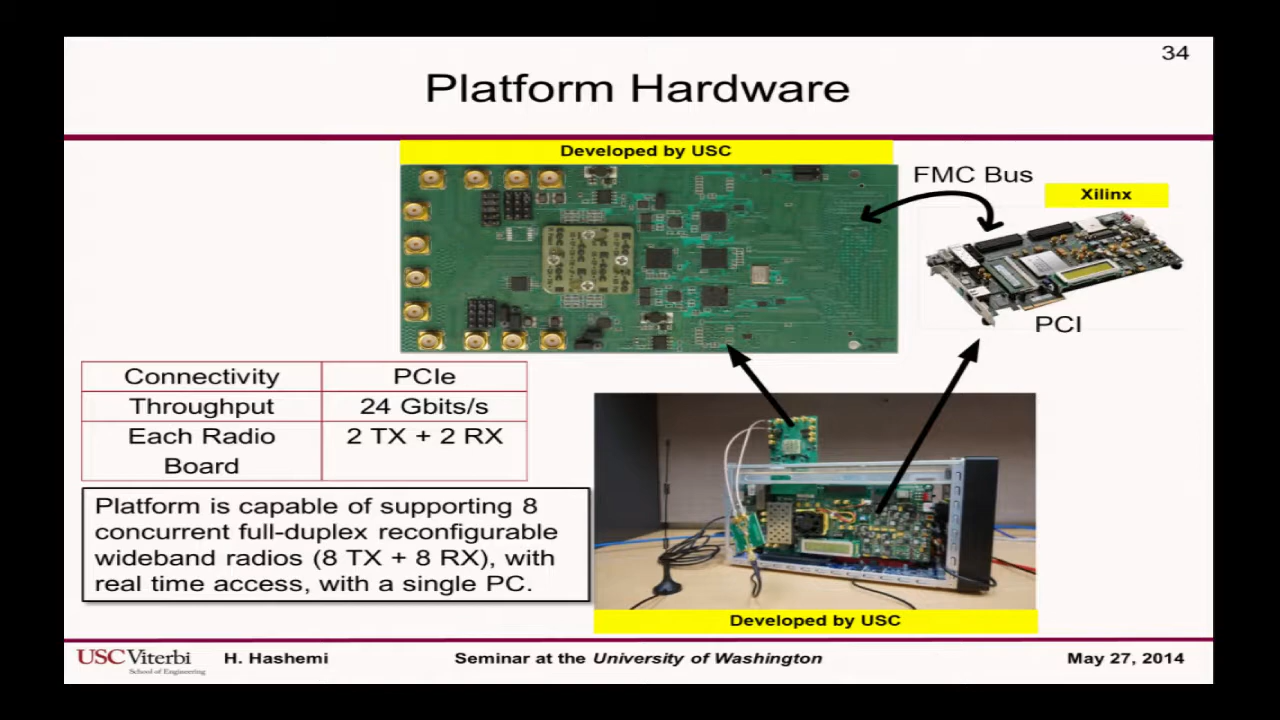 34
Platform Hardware
Developed by USC
FMC Bus
Xilinx
PCI
Connectivity PCIe
Throughput 24 Gbits/s
Each Radio 2 TX + 2 RX
Board
Platform is capable of supporting 8
concurrent full-duplex reconfigurable
wideband radios (8 TX + 8 RX), with
real time access, with a single PC.
Developed by USC
USC Viterbi
School of Engineering
H. Hashemi
Seminar at the University of Washington
May 27, 2014